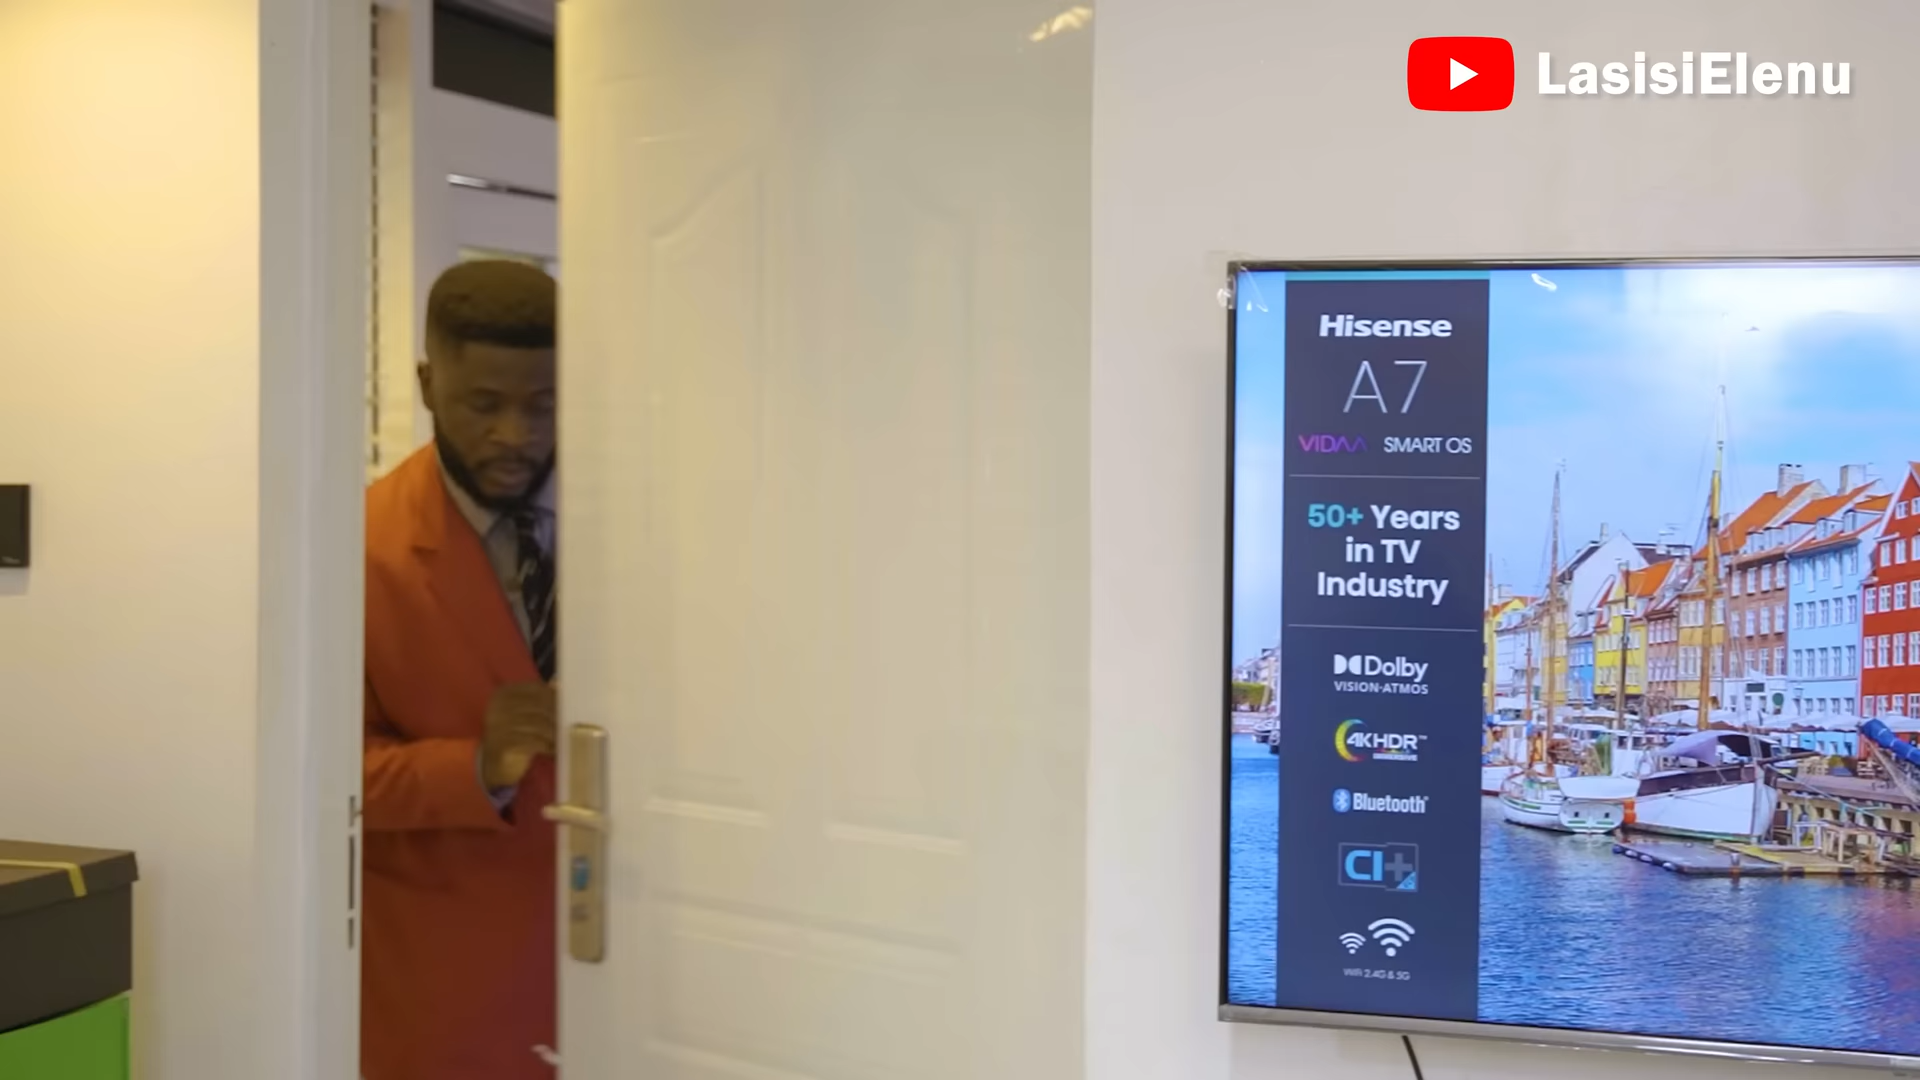 LasisiElenu
Hisense
A7
VIDAA SMART OS
50+ Years
in TV
Industry
Dolby
VISION·ATMOS
4KHDR™
Bluetooth®
CI+
WiFi 2.4G & 5G